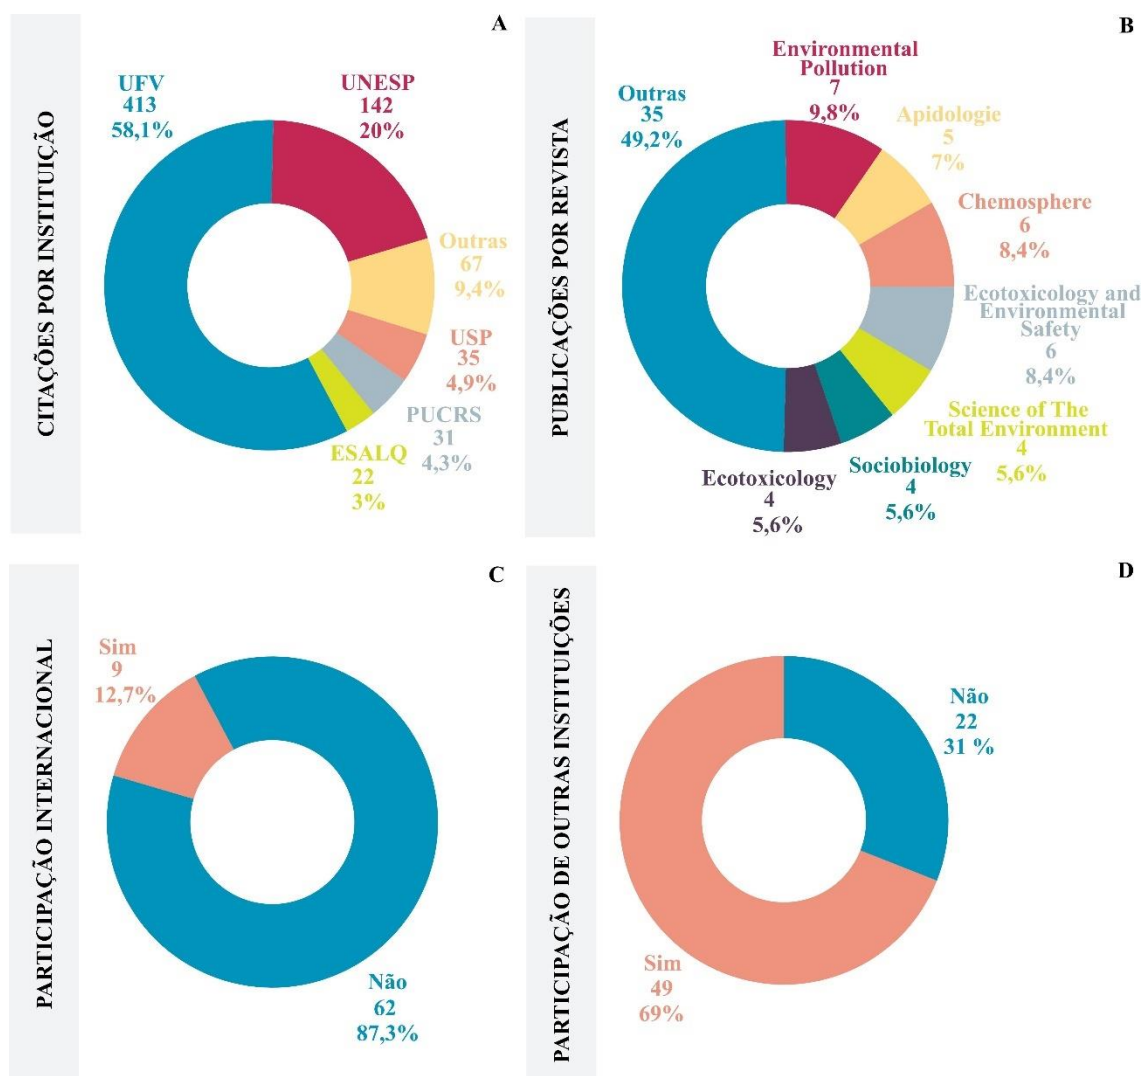 A
CITAÇÕES POR INSTITUIÇÃO
UFV
413
58,1%
UNESP
142
20%
Outras
67
9,4%
USP
35
4,9%
PUCRS
31
4,3%
ESALQ
22
3%
B
PUBLICAÇÕES POR REVISTA
Outras
35
49,2%
Environmental
Pollution
7
9,8%
Apidologie
5
7%
Chemosphere
6
8,4%
Ecotoxicology and
Environmental
Safety
6
8,4%
Science of The
Total Environment
4
5,6%
Sociobiology
4
5,6%
Ecotoxicology
4
5,6%
C
PARTICIPAÇÃO INTERNACIONAL
Sim
9
12,7%
Não
62
87,3%
D
PARTICIPAÇÃO DE OUTRAS INSTITUIÇÕES
Não
22
31 %
Sim
49
69%